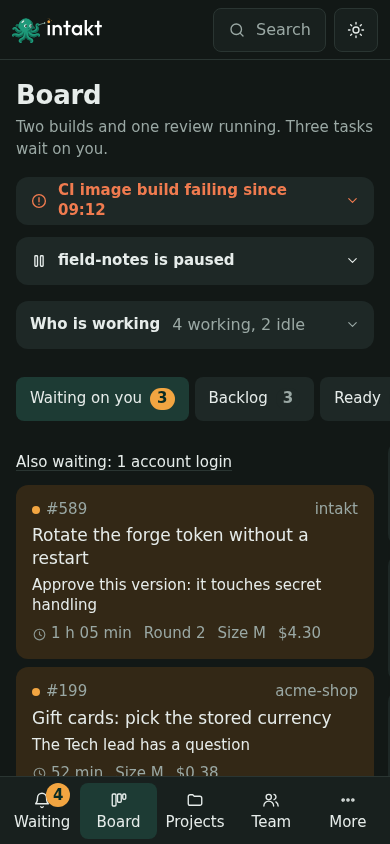 intakt
Search
Board
Two builds and one review running. Three tasks
wait on you.
CI image build failing since
09:12
field-notes is paused
Who is working 4 working, 2 idle
Waiting on you 3 Backlog 3 Ready
Also waiting: 1 account login
#589 intakt
Rotate the forge token without a
restart
Approve this version: it touches secret
handling
1 h 05 min Round 2 Size M $4.30
#199 acme-shop
Gift cards: pick the stored currency
The Tech lead has a question
52 min Size M $0.38
4
Waiting Board Projects Team More